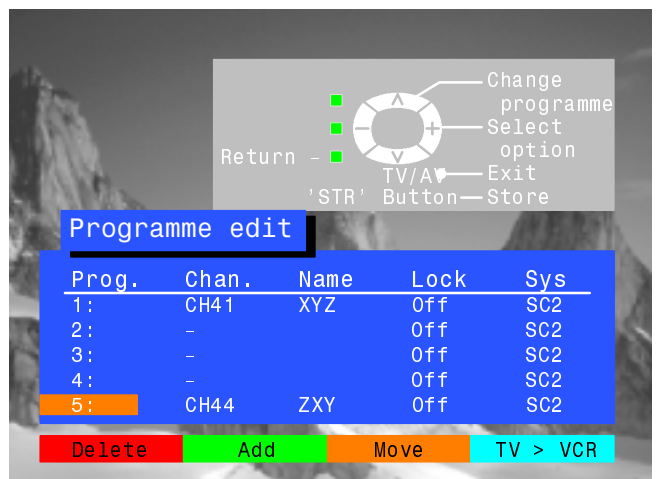 Change
programme
Select
option
Return –
TV/AV Exit
'STR' Button Store
Programme edit
Prog. Chan. Name Lock Sys
1: CH41 XYZ Off SC2
2: – Off SC2
3: – Off SC2
4: – Off SC2
5: CH44 ZXY Off SC2
Delete Add Move TV > VCR